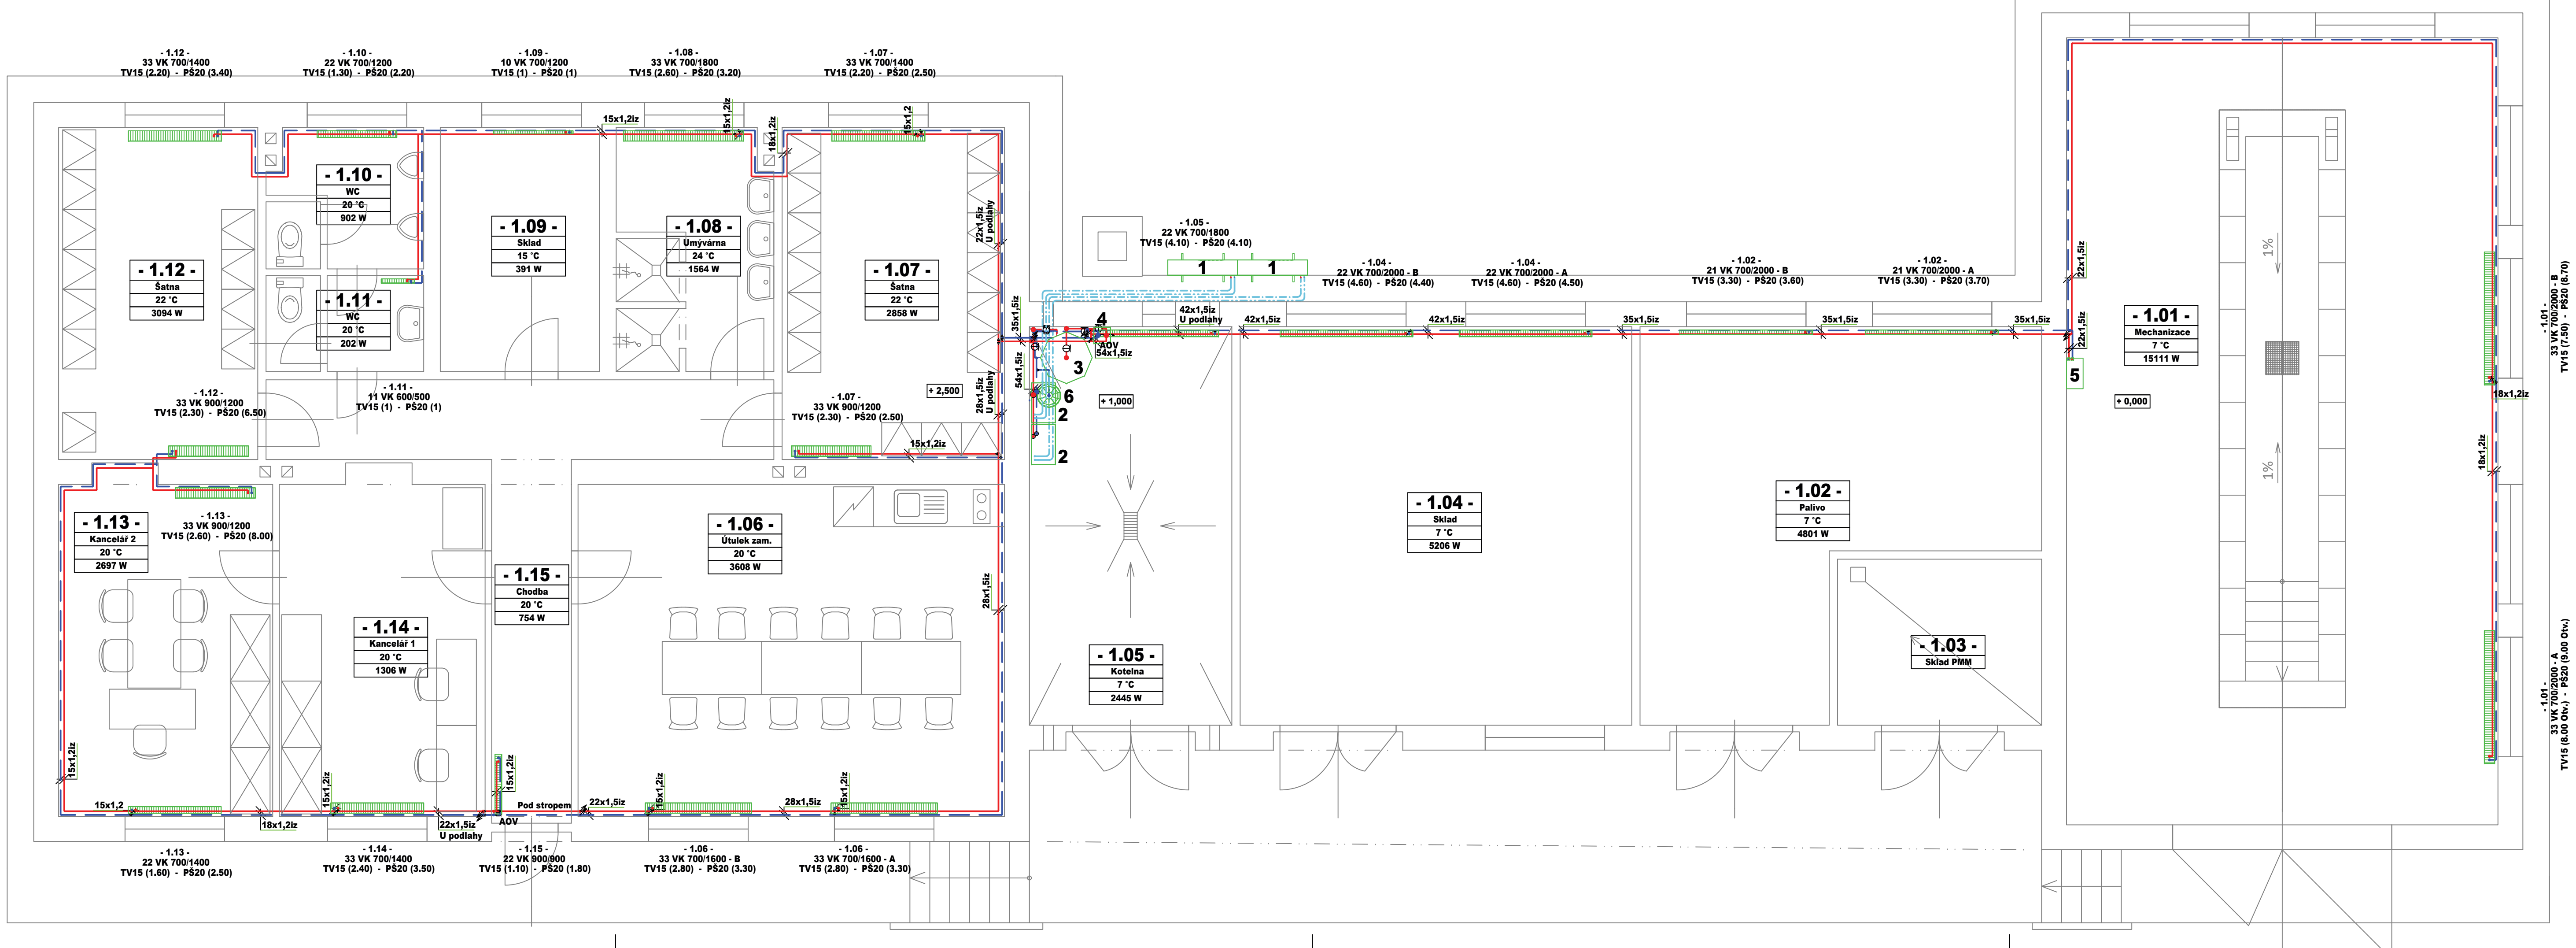 - 1.12 -
33 VK 700/1400
TV15 (2.20) - PŠ20 (3.40)
- 1.10 -
22 VK 700/1200
TV15 (1.30) - PŠ20 (2.20)
- 1.09 -
10 VK 700/1200
TV15 (1) - PŠ20 (1)
- 1.08 -
33 VK 700/1800
TV15 (2.60) - PŠ20 (3.20)
- 1.07 -
33 VK 700/1400
TV15 (2.20) - PŠ20 (2.50)
15x1,2iz
15x1,2iz
18x1,2iz
15x1,2
- 1.10 -
WC
20 °C
902 W
- 1.09 -
Sklad
15 °C
391 W
- 1.08 -
Umývárna
24 °C
1564 W
- 1.12 -
Šatna
22 °C
3094 W
- 1.07 -
Šatna
22 °C
2858 W
- 1.11 -
WC
20 °C
202 W
22x1,5iz
U podlahy
- 1.05 -
22 VK 700/1800
TV15 (4.10) - PŠ20 (4.10)
1
1
- 1.04 -
22 VK 700/2000 - B
TV15 (4.60) - PŠ20 (4.40)
- 1.04 -
22 VK 700/2000 - A
TV15 (4.60) - PŠ20 (4.50)
- 1.02 -
21 VK 700/2000 - B
TV15 (3.30) - PŠ20 (3.60)
- 1.02 -
21 VK 700/2000 - A
TV15 (3.30) - PŠ20 (3.70)
35x1,5iz
4
AOV
54x1,5iz
42x1,5iz
U podlahy
42x1,5iz
42x1,5iz
35x1,5iz
35x1,5iz
35x1,5iz
22x1,5iz
22x1,5iz
- 1.01 -
Mechanizace
7 °C
15111 W
1%
1%
- 1.01 -
33 VK 700/2000 - B
TV15 (7.50) - PŠ20 (8.70)
54x1,5iz
3
6
2
2
5
+ 2,500
+ 1,000
+ 0,000
18x1,2iz
18x1,2iz
28x1,5iz
U podlahy
- 1.12 -
33 VK 900/1200
TV15 (2.30) - PŠ20 (6.50)
- 1.11 -
11 VK 600/500
TV15 (1) - PŠ20 (1)
- 1.07 -
33 VK 900/1200
TV15 (2.30) - PŠ20 (2.50)
15x1,2iz
- 1.13 -
Kancelář 2
20 °C
2697 W
- 1.13 -
33 VK 900/1200
TV15 (2.60) - PŠ20 (8.00)
- 1.06 -
Útulek zam.
20 °C
3608 W
- 1.15 -
Chodba
20 °C
754 W
- 1.14 -
Kancelář 1
20 °C
1306 W
28x1,5iz
- 1.04 -
Sklad
7 °C
5206 W
- 1.02 -
Palivo
7 °C
4801 W
- 1.05 -
Kotelna
7 °C
2445 W
- 1.03 -
Sklad PMM
- 1.01 -
33 VK 700/2000 - A
TV15 (8.00 Otv.) - PŠ20 (9.00 Otv.)
15x1,2iz
15x1,2
18x1,2iz
15x1,2iz
22x1,5iz
U podlahy
15x1,2iz
AOV
Pod stropem
22x1,5iz
15x1,2iz
28x1,5iz
15x1,2iz
- 1.13 -
22 VK 700/1400
TV15 (1.60) - PŠ20 (2.50)
- 1.14 -
33 VK 700/1400
TV15 (2.40) - PŠ20 (3.50)
- 1.15 -
22 VK 900/900
TV15 (1.10) - PŠ20 (1.80)
- 1.06 -
33 VK 700/1600 - B
TV15 (2.80) - PŠ20 (3.30)
- 1.06 -
33 VK 700/1600 - A
TV15 (2.80) - PŠ20 (3.30)